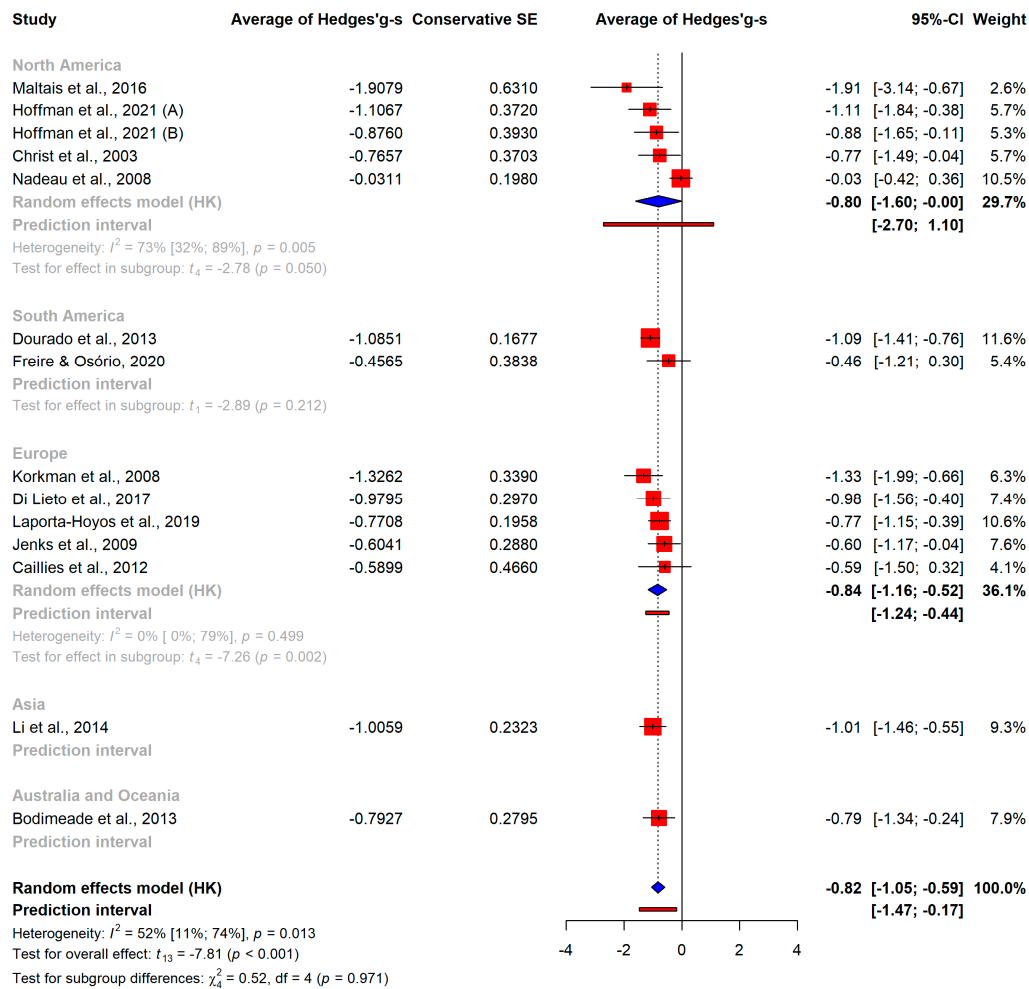 Study Average of Hedges'g-s Conservative SE Average of Hedges'g-s 95%-CI Weight
North America
Maltais et al., 2016 -1.9079 0.6310 -1.91 [-3.14; -0.67] 2.6%
Hoffman et al., 2021 (A) -1.1067 0.3720 -1.11 [-1.84; -0.38] 5.7%
Hoffman et al., 2021 (B) -0.8760 0.3930 -0.88 [-1.65; -0.11] 5.3%
Christ et al., 2003 -0.7657 0.3703 -0.77 [-1.49; -0.04] 5.7%
Nadeau et al., 2008 -0.0311 0.1980 -0.03 [-0.42; 0.36] 10.5%
Random effects model (HK) -0.80 [-1.60; -0.00] 29.7%
Prediction interval [-2.70; 1.10]
Heterogeneity: I² = 73% [32%; 89%], p = 0.005
Test for effect in subgroup: t₄ = -2.78 (p = 0.050)
South America
Dourado et al., 2013 -1.0851 0.1677 -1.09 [-1.41; -0.76] 11.6%
Freire & Osório, 2020 -0.4565 0.3838 -0.46 [-1.21; 0.30] 5.4%
Prediction interval
Test for effect in subgroup: t₁ = -2.89 (p = 0.212)
Europe
Korkman et al., 2008 -1.3262 0.3390 -1.33 [-1.99; -0.66] 6.3%
Di Lieto et al., 2017 -0.9795 0.2970 -0.98 [-1.56; -0.40] 7.4%
Laporta-Hoyos et al., 2019 -0.7708 0.1958 -0.77 [-1.15; -0.39] 10.6%
Jenks et al., 2009 -0.6041 0.2880 -0.60 [-1.17; -0.04] 7.6%
Caillies et al., 2012 -0.5899 0.4660 -0.59 [-1.50; 0.32] 4.1%
Random effects model (HK) -0.84 [-1.16; -0.52] 36.1%
Prediction interval [-1.24; -0.44]
Heterogeneity: I² = 0% [ 0%; 79%], p = 0.499
Test for effect in subgroup: t₄ = -7.26 (p = 0.002)
Asia
Li et al., 2014 -1.0059 0.2323 -1.01 [-1.46; -0.55] 9.3%
Prediction interval
Australia and Oceania
Bodimeade et al., 2013 -0.7927 0.2795 -0.79 [-1.34; -0.24] 7.9%
Prediction interval
Random effects model (HK) -0.82 [-1.05; -0.59] 100.0%
Prediction interval [-1.47; -0.17]
Heterogeneity: I² = 52% [11%; 74%], p = 0.013
-4 -2 0 2 4
Test for overall effect: t₁₃ = -7.81 (p < 0.001)
Test for subgroup differences: χ²₄ = 0.52, df = 4 (p = 0.971)